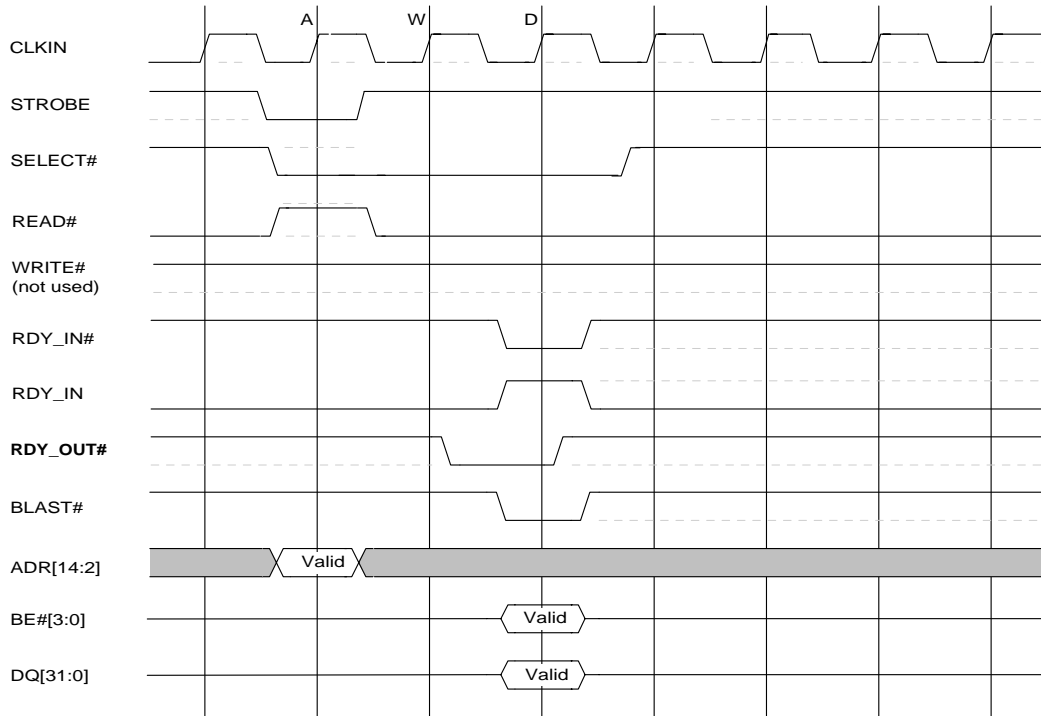 A W D
CLKIN
STROBE
SELECT#
READ#
WRITE#
(not used)
RDY_IN#
RDY_IN
RDY_OUT#
BLAST#
ADR[14:2] Valid
BE#[3:0] Valid
DQ[31:0] Valid